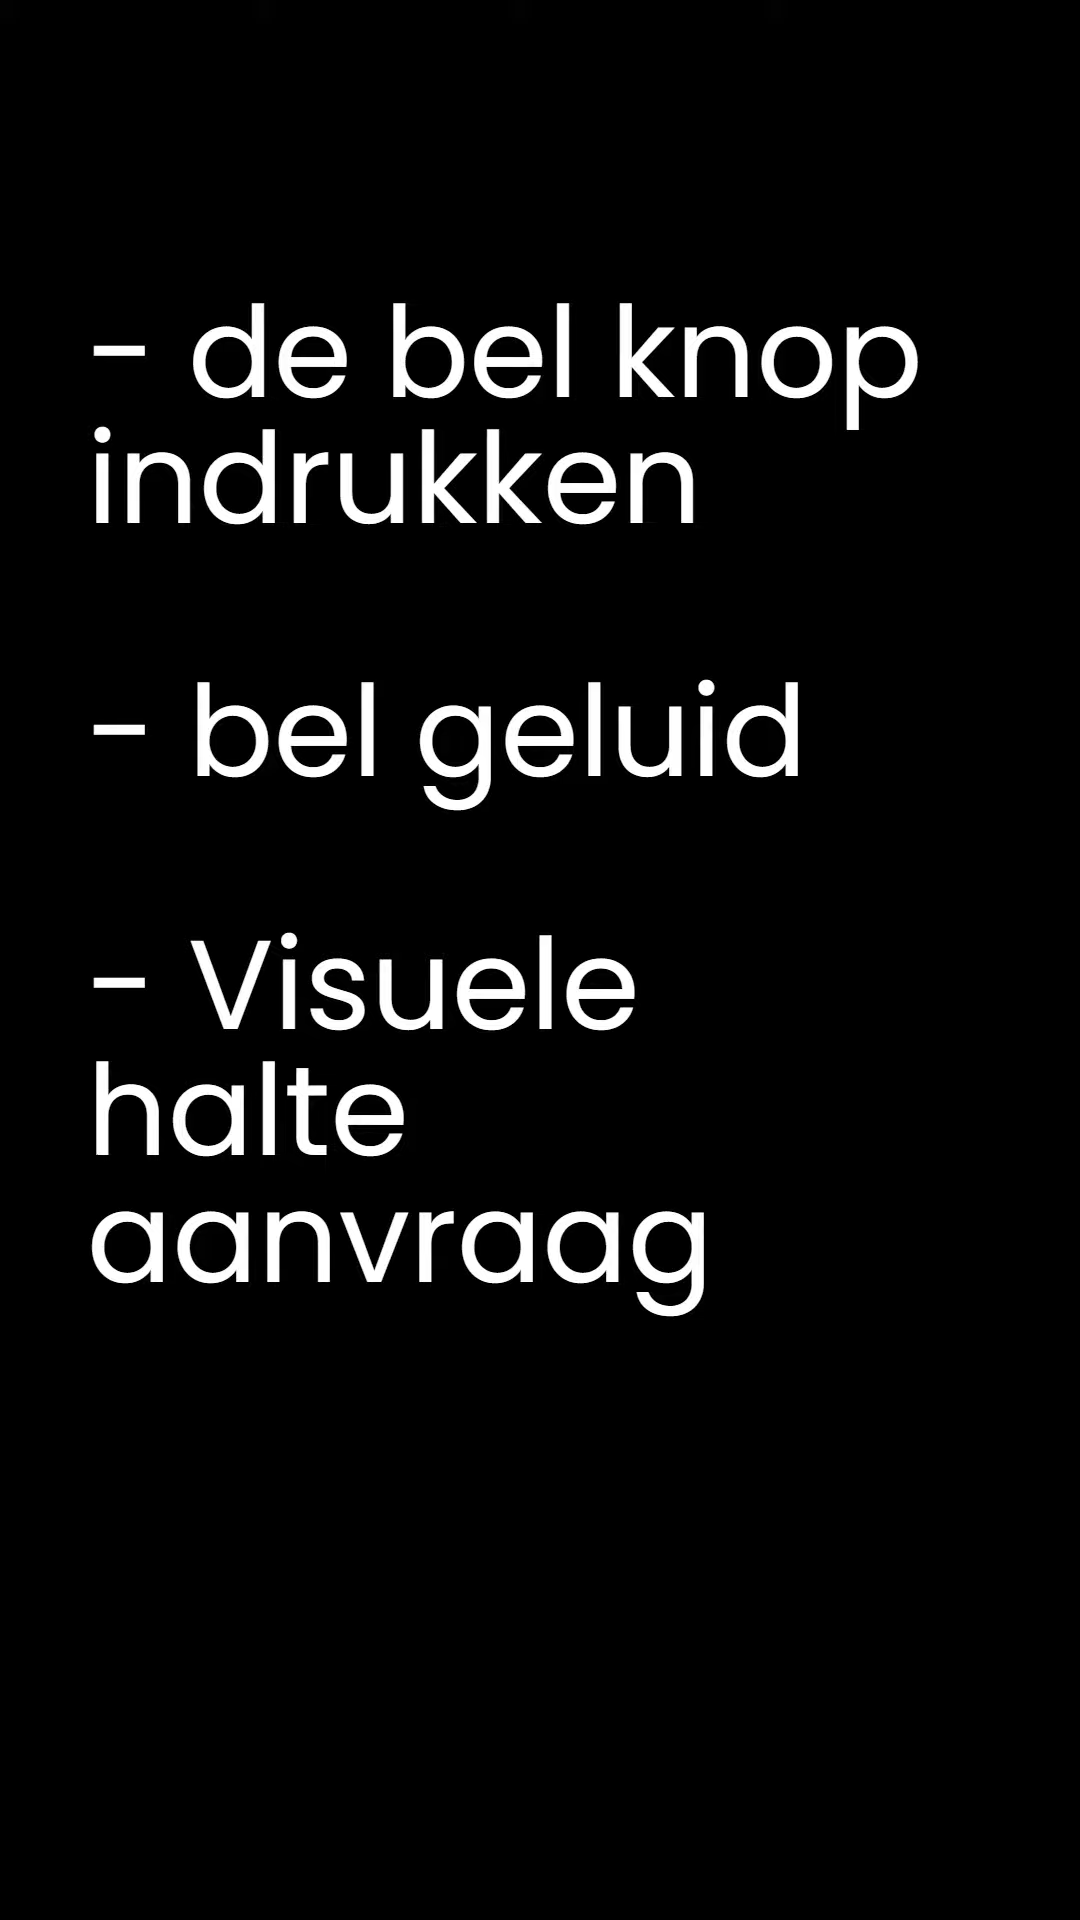 - de bel knop
indrukken
- bel geluid
- Visuele
halte
aanvraag